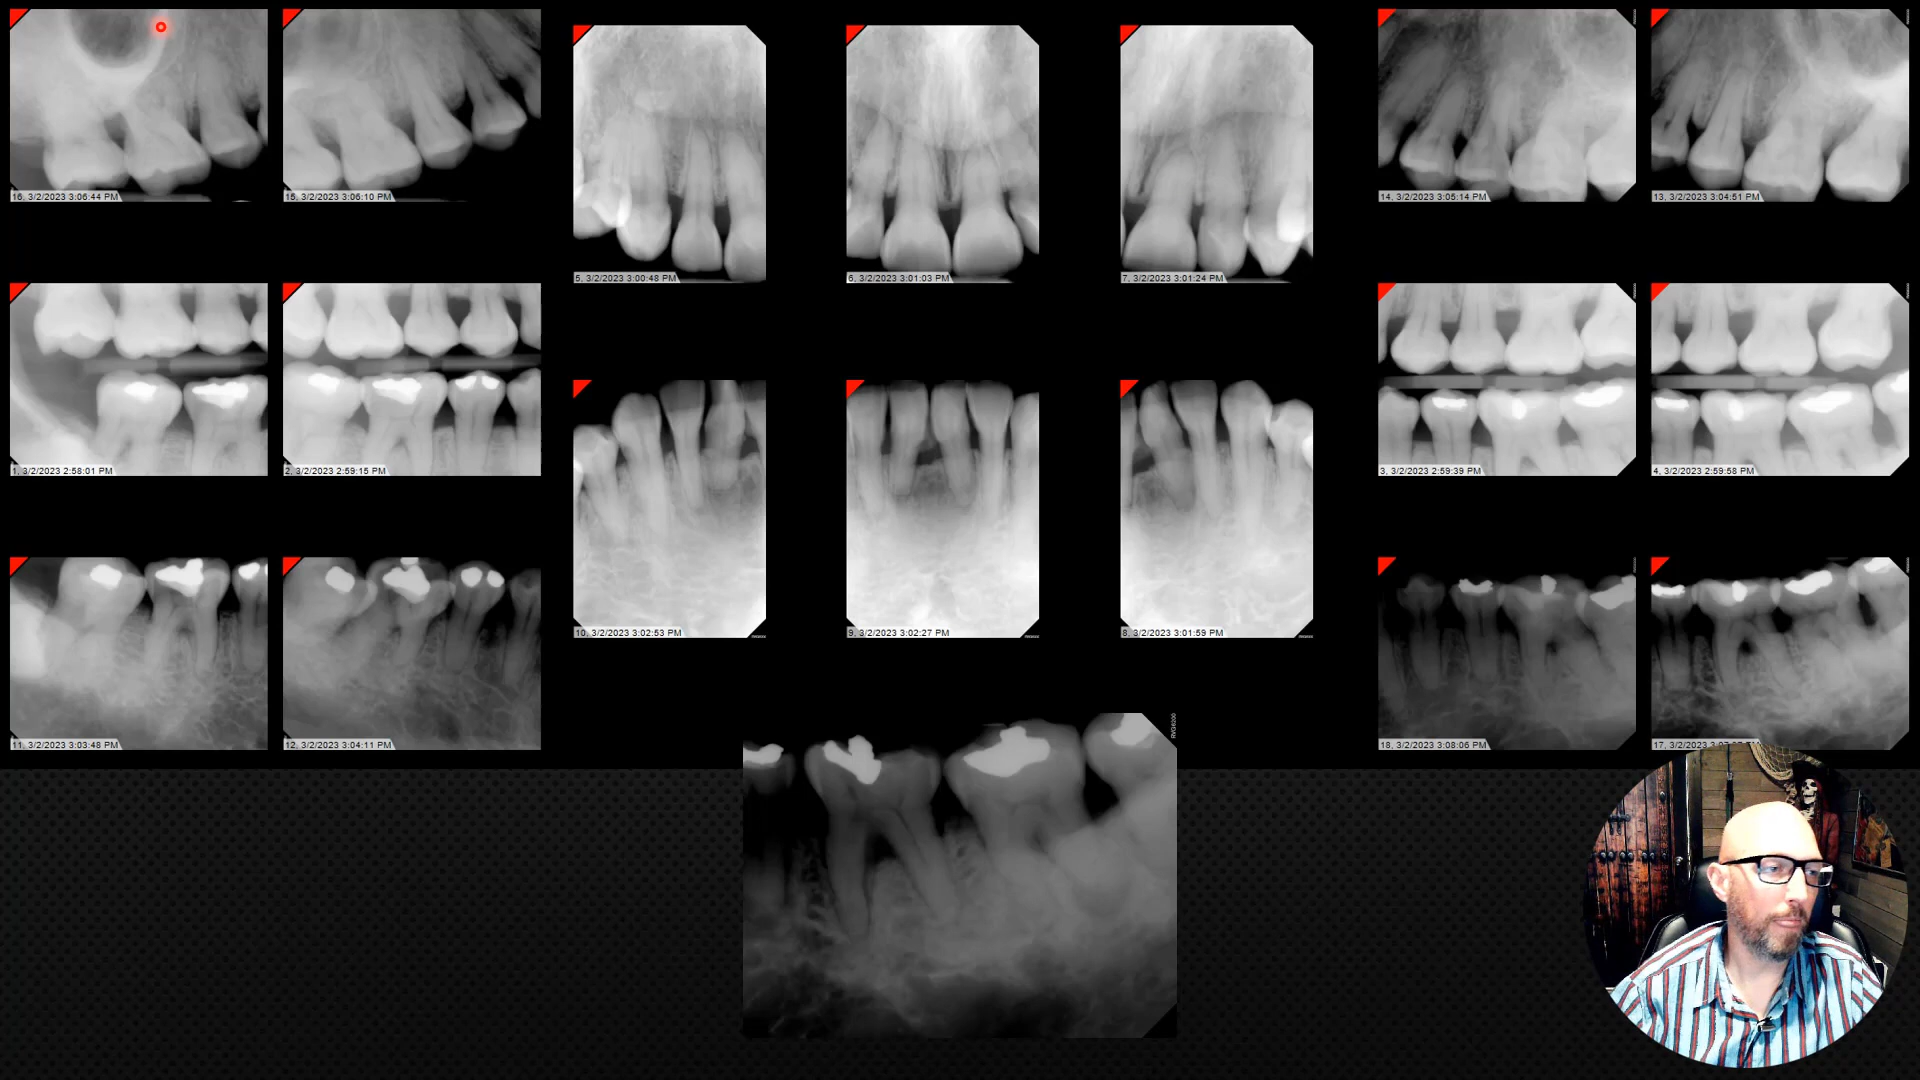 16, 3/2/2023 3:06:44 PM
15, 3/2/2023 3:06:10 PM
5, 3/2/2023 3:00:48 PM
6, 3/2/2023 3:01:03 PM
7, 3/2/2023 3:01:24 PM
14, 3/2/2023 3:05:14 PM
13, 3/2/2023 3:04:51 PM
1, 3/2/2023 2:58:01 PM
2, 3/2/2023 2:59:15 PM
3, 3/2/2023 2:59:39 PM
4, 3/2/2023 2:59:58 PM
10, 3/2/2023 3:02:53 PM
9, 3/2/2023 3:02:27 PM
8, 3/2/2023 3:01:59 PM
11, 3/2/2023 3:03:48 PM
12, 3/2/2023 3:04:11 PM
18, 3/2/2023 3:08:06 PM
17, 3/2/2023